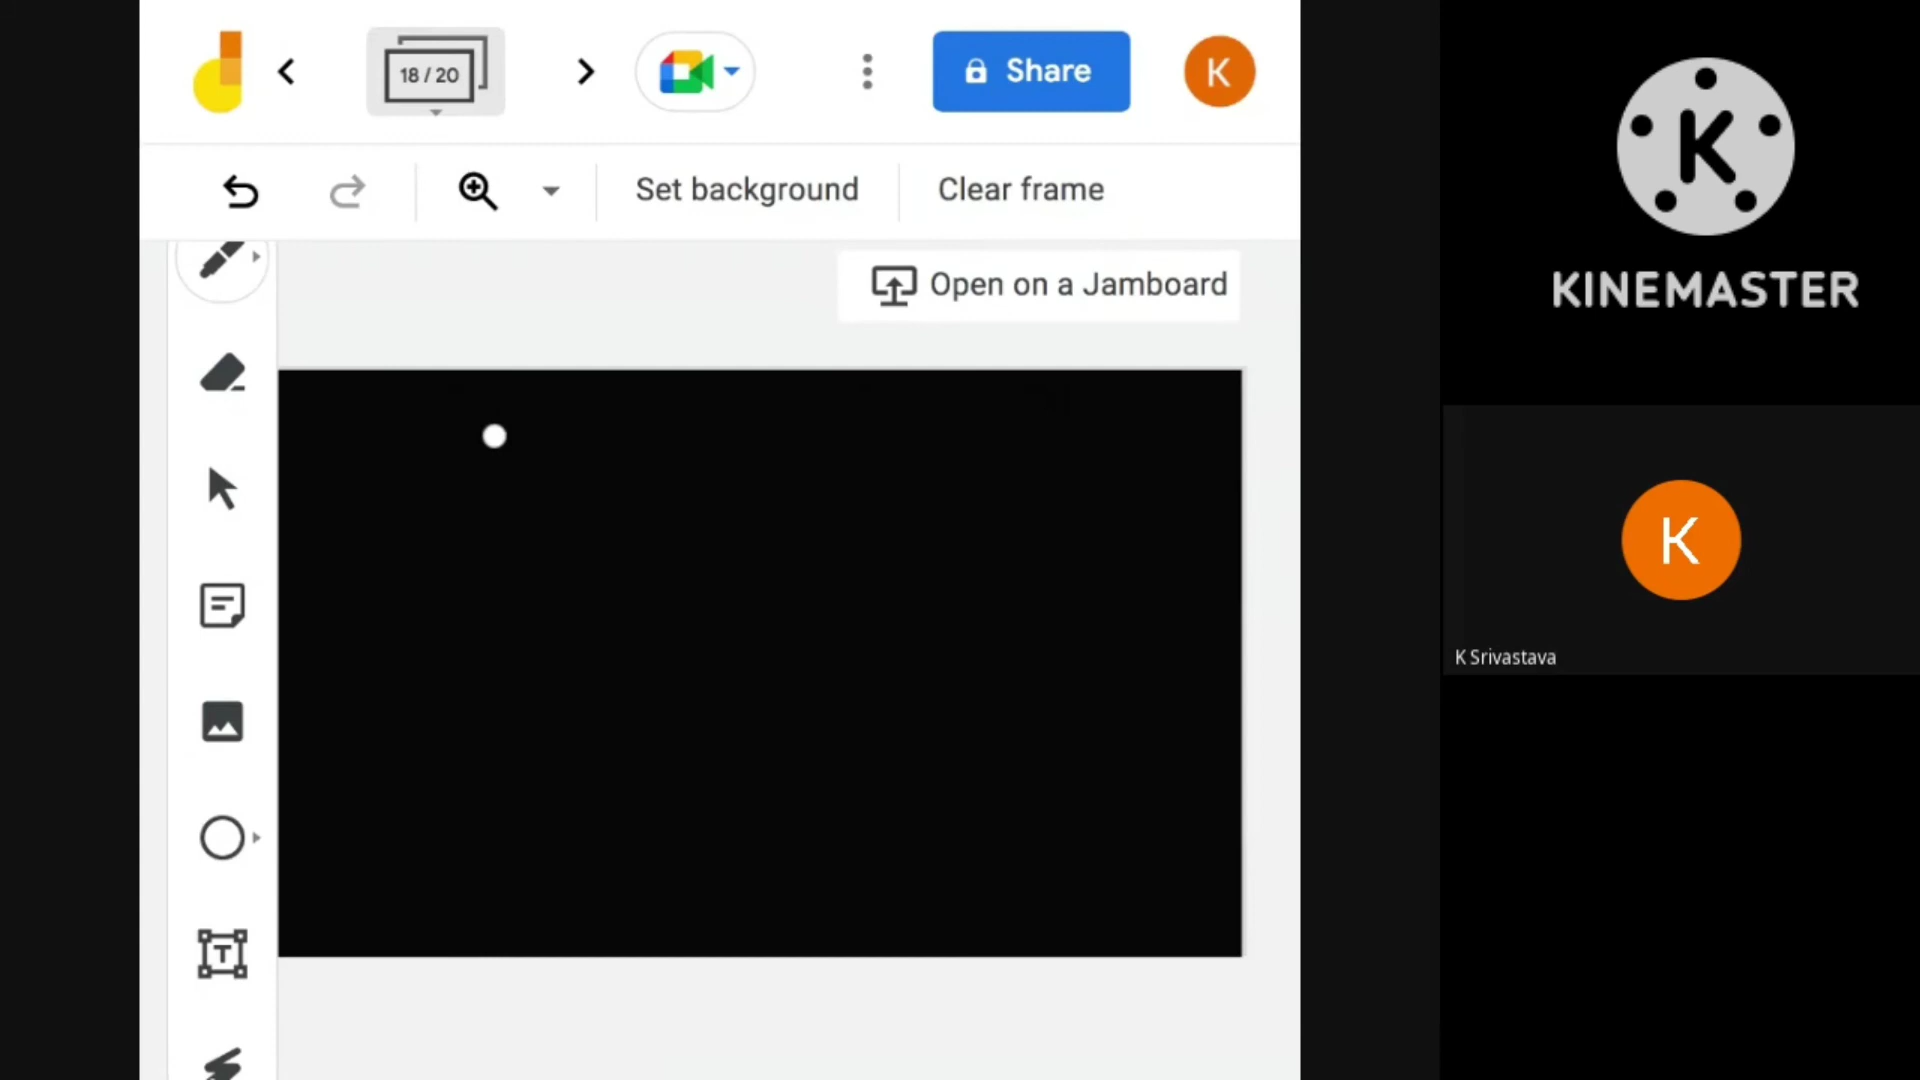 18 / 20
Share
K
Set background
Clear frame
Open on a Jamboard
T
K
KINEMASTER
K
K Srivastava